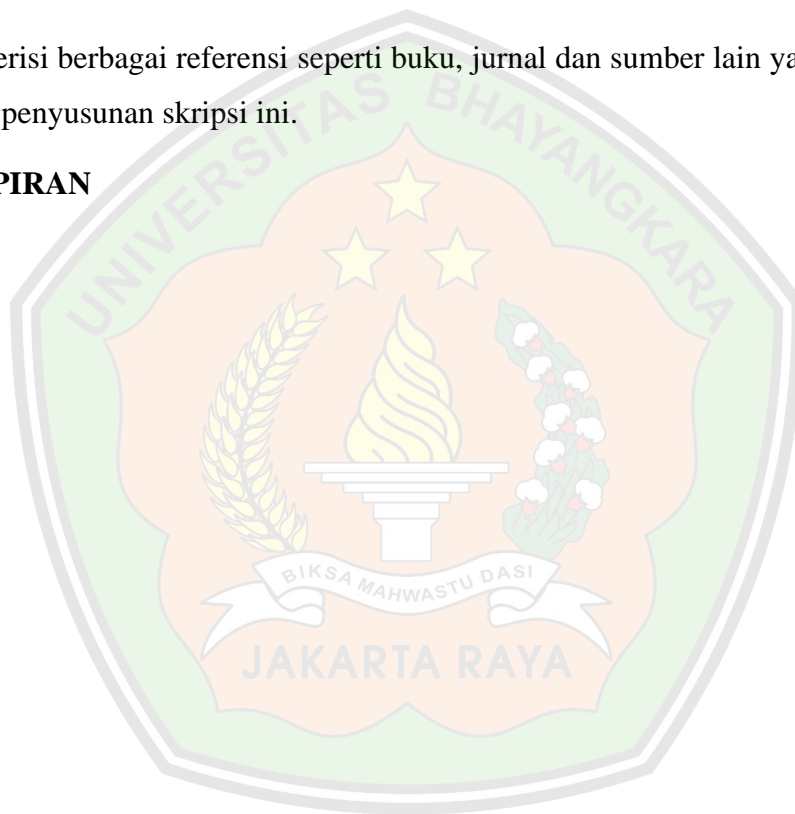 erisi berbagai referensi seperti buku, jurnal dan sumber lain ya
penyusunan skripsi ini.
PIRAN
UNIVERSITAS BHAYANGKARA
BIKSA MAHWASTU DASI
JAKARTA RAYA